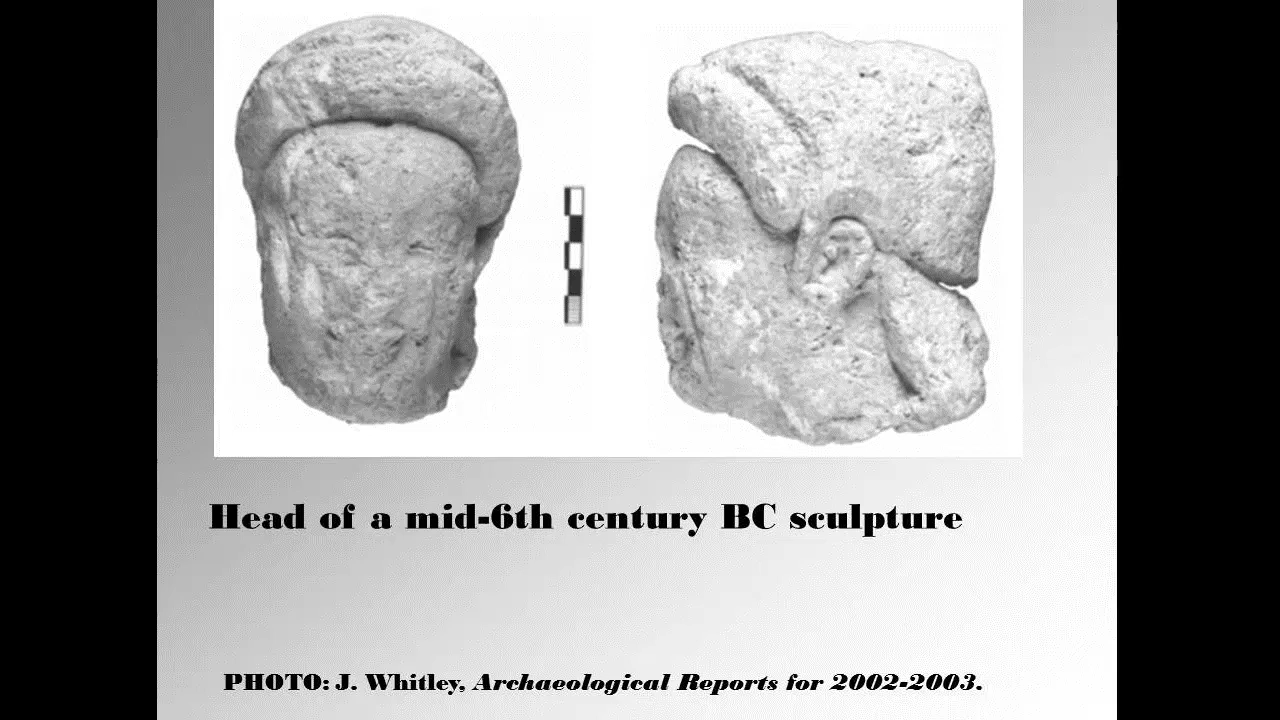 Head of a mid-6th century BC sculpture
PHOTO: J. Whitley, Archaeological Reports for 2002-2003.